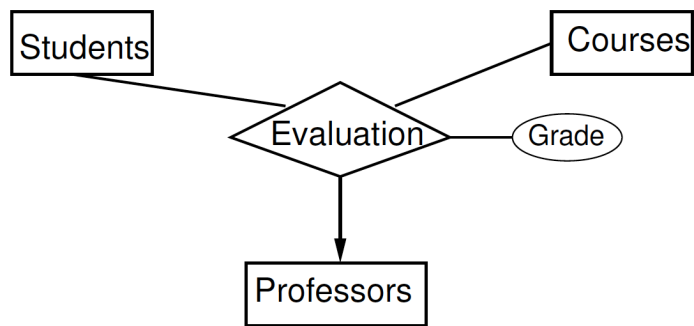 Students
Courses
Evaluation
Grade
Professors